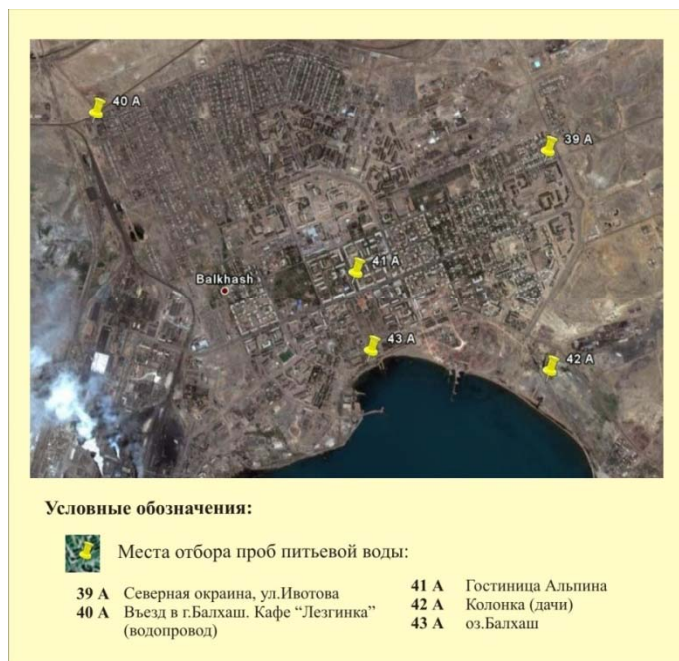 40 А
39 А
41 А
Balkhash
43 А
42 А
Условные обозначения:
Места отбора проб питьевой воды:
39 А Северная окраина, ул.Ивотова
40 А Въезд в г.Балхаш. Кафе “Лезгинка”
(водопровод)
41 А Гостиница Альпина
42 А Колонка (дачи)
43 А оз.Балхаш